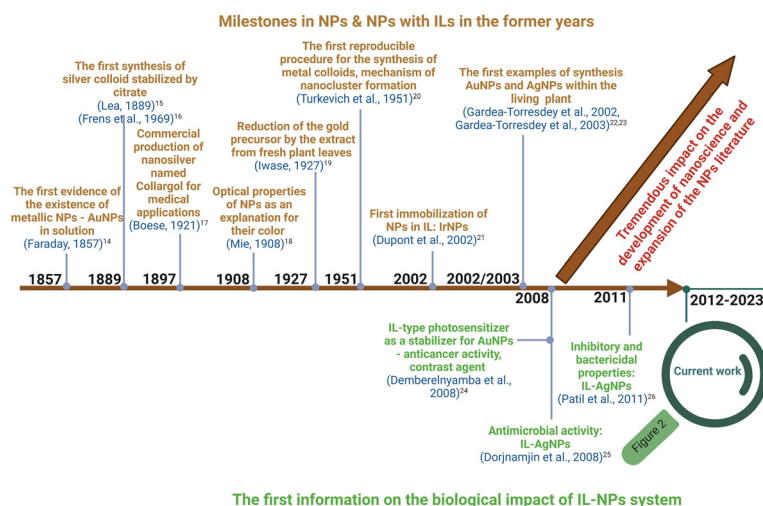 Milestones in NPs & NPs with ILs in the former years
The first synthesis of
silver colloid stabilized by
citrate
(Lea, 1889)15
(Frens et al., 1969)16
The first reproducible
procedure for the synthesis of
metal colloids, mechanism of
nanocluster formation
(Turkevich et al., 1951)20
The first examples of synthesis
AuNPs and AgNPs within the
living plant
(Gardea-Torresdey et al., 2002,
Gardea-Torresdey et al., 2003)22,23
Tremendous impact on the
development of nanoscience and
expansion of the NPs literature
Commercial
production of
nanosilver
named
Collargol for
medical
applications
(Boese, 1921)17
Reduction of the gold
precursor by the extract
from fresh plant leaves
(Iwase, 1927)19
The first evidence of
the existence of
metallic NPs - AuNPs
in solution
(Faraday, 1857)14
Optical properties
of NPs as an
explanation for
their color
(Mie, 1908)18
First immobilization of
NPs in IL: IrNPs
(Dupont et al., 2002)21
1857
1889
1897
1908
1927
1951
2002
2002/2003
2008
2011
2012-2023
IL-type photosensitizer
as a stabilizer for AuNPs
- anticancer activity,
contrast agent
(Demberelnyamba et al.,
2008)24
Inhibitory and
bactericidal
properties:
IL-AgNPs
(Patil et al., 2011)26
Current work
Figure 2
Antimicrobial activity:
IL-AgNPs
(Dorjnamjin et al., 2008)25
The first information on the biological impact of IL-NPs system